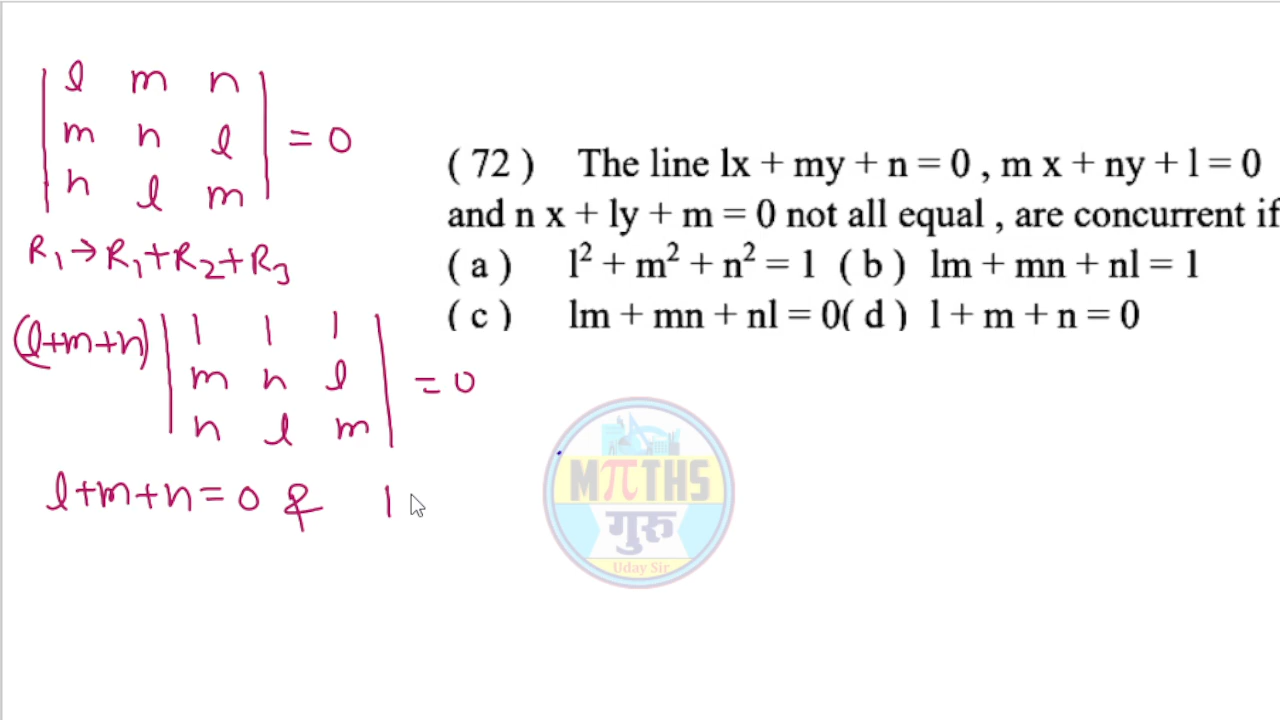 | l m n |
| m n l | = 0
| n l m |
R₁→R₁+R₂+R₃
(l+m+n) | 1 1 1 |
| m n l | = 0
| n l m |
l+m+n=0 & |
( 72 ) The line lx + my + n = 0 , m x + ny + l = 0
and n x + ly + m = 0 not all equal , are concurrent if
( a ) l² + m² + n² = 1 ( b ) lm + mn + nl = 1
( c ) lm + mn + nl = 0( d ) l + m + n = 0
MπTHS
गुरु
Uday Sir